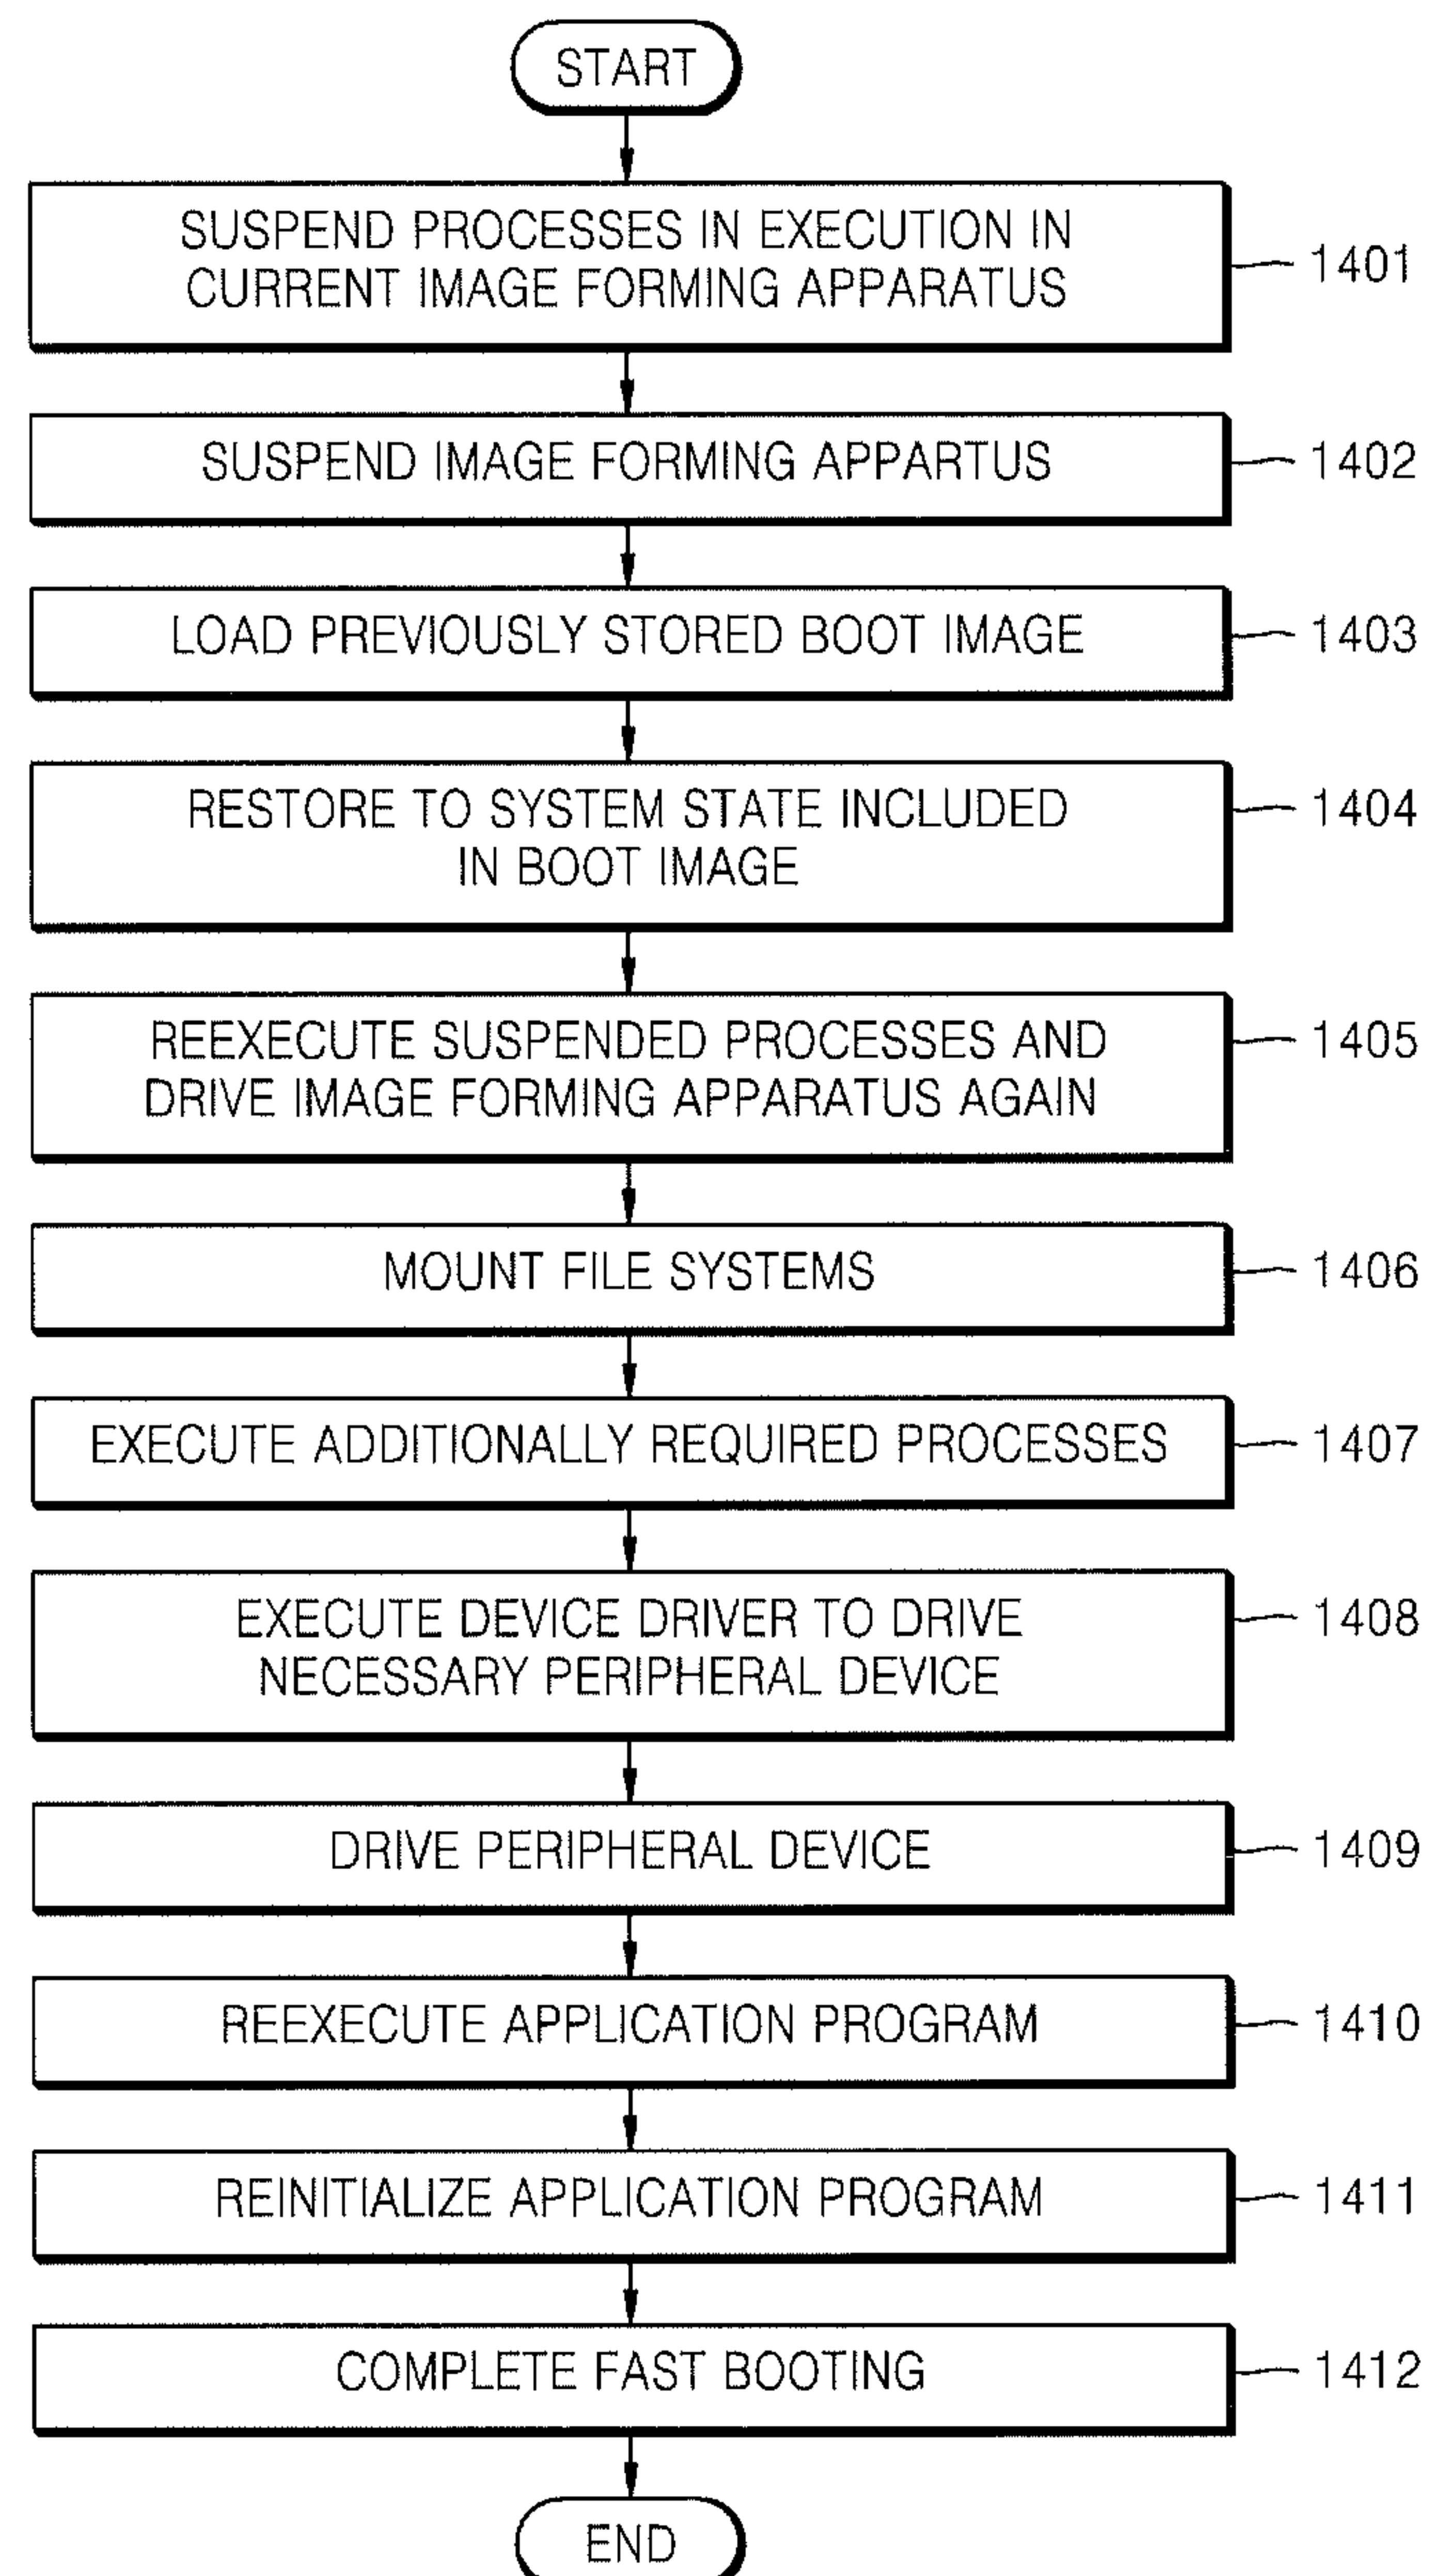 START
SUSPEND PROCESSES IN EXECUTION IN
CURRENT IMAGE FORMING APPARATUS
1401
SUSPEND IMAGE FORMING APPARTUS
1402
LOAD PREVIOUSLY STORED BOOT IMAGE
1403
RESTORE TO SYSTEM STATE INCLUDED
IN BOOT IMAGE
1404
REEXECUTE SUSPENDED PROCESSES AND
DRIVE IMAGE FORMING APPARATUS AGAIN
1405
MOUNT FILE SYSTEMS
1406
EXECUTE ADDITIONALLY REQUIRED PROCESSES
1407
EXECUTE DEVICE DRIVER TO DRIVE
NECESSARY PERIPHERAL DEVICE
1408
DRIVE PERIPHERAL DEVICE
1409
REEXECUTE APPLICATION PROGRAM
1410
REINITIALIZE APPLICATION PROGRAM
1411
COMPLETE FAST BOOTING
1412
END